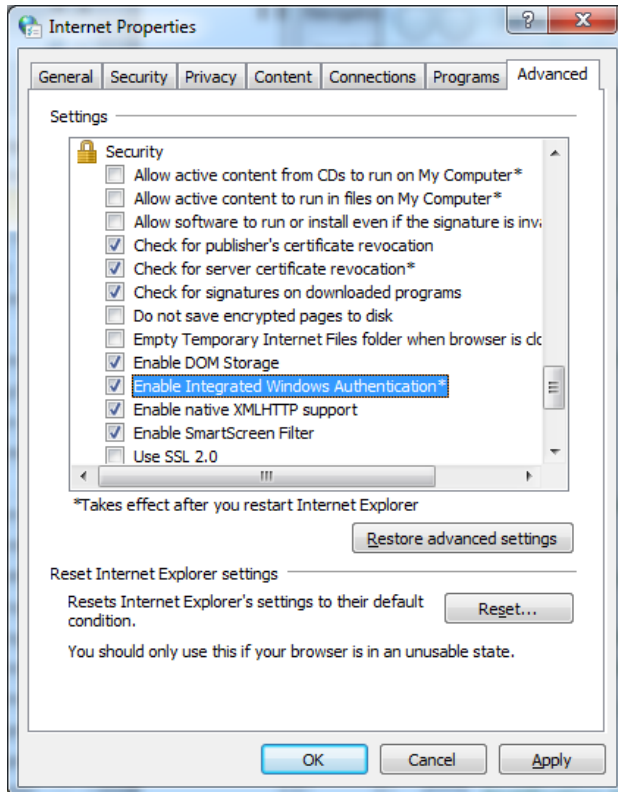 Internet Properties
General Security Privacy Content Connections Programs Advanced
Settings
Security
Allow active content from CDs to run on My Computer*
Allow active content to run in files on My Computer*
Allow software to run or install even if the signature is inva
Check for publisher's certificate revocation
Check for server certificate revocation*
Check for signatures on downloaded programs
Do not save encrypted pages to disk
Empty Temporary Internet Files folder when browser is clo
Enable DOM Storage
Enable Integrated Windows Authentication*
Enable native XMLHTTP support
Enable SmartScreen Filter
Use SSL 2.0
*Takes effect after you restart Internet Explorer
Restore advanced settings
Reset Internet Explorer settings
Resets Internet Explorer's settings to their default
condition.
Reset...
You should only use this if your browser is in an unusable state.
OK Cancel Apply